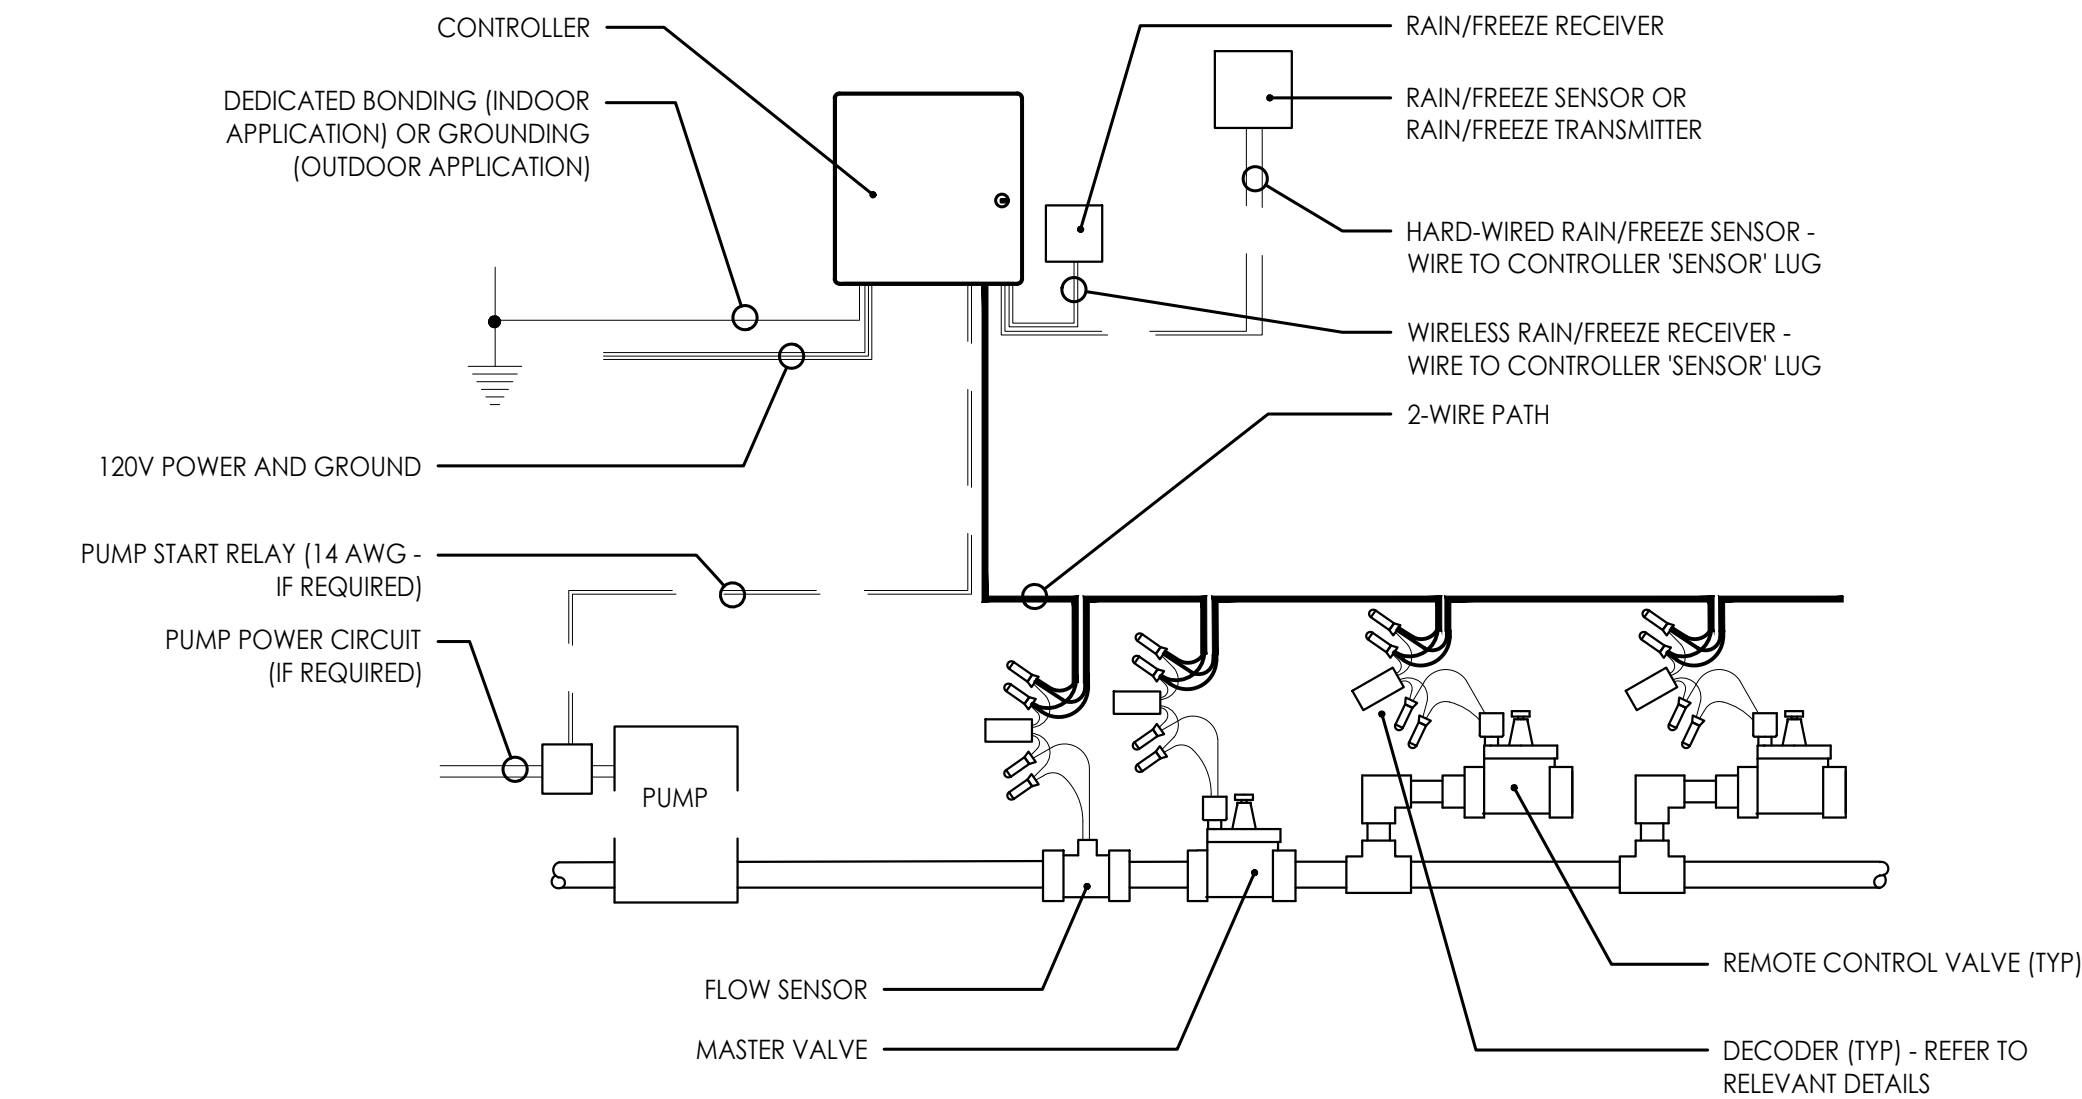 CONTROLLER
DEDICATED BONDING (INDOOR
APPLICATION) OR GROUNDING
(OUTDOOR APPLICATION)
120V POWER AND GROUND
PUMP START RELAY (14 AWG -
IF REQUIRED)
PUMP POWER CIRCUIT
(IF REQUIRED)
PUMP
FLOW SENSOR
MASTER VALVE
RAIN/FREEZE RECEIVER
RAIN/FREEZE SENSOR OR
RAIN/FREEZE TRANSMITTER
HARD-WIRED RAIN/FREEZE SENSOR -
WIRE TO CONTROLLER 'SENSOR' LUG
WIRELESS RAIN/FREEZE RECEIVER -
WIRE TO CONTROLLER 'SENSOR' LUG
2-WIRE PATH
REMOTE CONTROL VALVE (TYP)
DECODER (TYP) - REFER TO
RELEVANT DETAILS